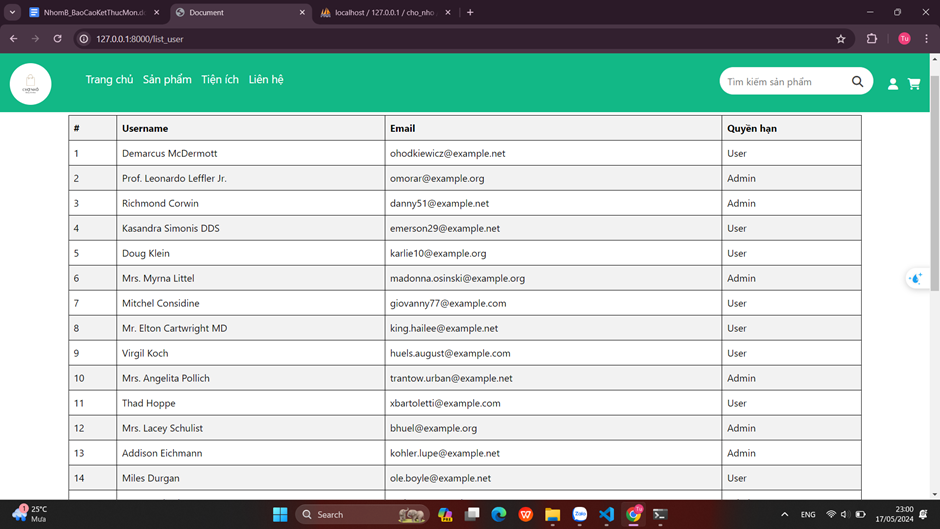 NhomB_BaoCaoKetThucMon.do
Document
localhost / 127.0.0.1 / cho_nho
127.0.0.1:8000/list_user
Tu
Trang chủ Sản phẩm Tiện ích Liên hệ
Tìm kiếm sản phẩm
# Username Email Quyền hạn
1 Demarcus McDermott ohodkiewicz@example.net User
2 Prof. Leonardo Leffler Jr. omorar@example.org Admin
3 Richmond Corwin danny51@example.net Admin
4 Kasandra Simonis DDS emerson29@example.net User
5 Doug Klein karlie10@example.org User
6 Mrs. Myrna Littel madonna.osinski@example.org Admin
7 Mitchel Considine giovanny77@example.com User
8 Mr. Elton Cartwright MD king.hailee@example.net User
9 Virgil Koch huels.august@example.com User
10 Mrs. Angelita Pollich trantow.urban@example.net Admin
11 Thad Hoppe xbartoletti@example.com User
12 Mrs. Lacey Schulist bhuel@example.org Admin
13 Addison Eichmann kohler.lupe@example.net Admin
14 Miles Durgan ole.boyle@example.net User
1
25°C
Mưa
Search
Zalo
Tu
ENG
23:00
17/05/2024